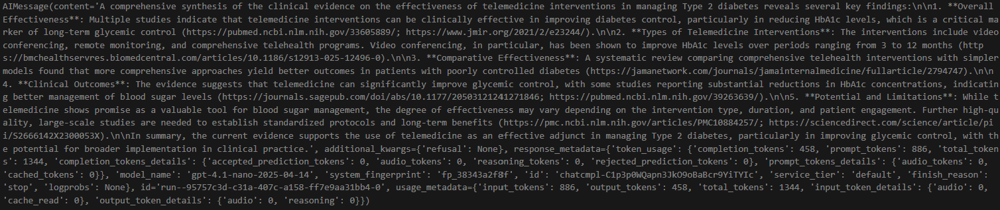 AIMessage(content='A comprehensive synthesis of the clinical evidence on the effectiveness of telemedicine interventions in managing Type 2 diabetes reveals several key findings:\n\n1. **Overall
Effectiveness**: Multiple studies indicate that telemedicine interventions can be clinically effective in improving diabetes control, particularly in reducing HbA1c levels, which is a critical ma
rker of long-term glycemic control (https://pubmed.ncbi.nlm.nih.gov/33605889/; https://www.jmir.org/2021/2/e23244/).\n\n2. **Types of Telemedicine Interventions**: The interventions include video
conferencing, remote monitoring, and comprehensive telehealth programs. Video conferencing, in particular, has been shown to improve HbA1c levels over periods ranging from 3 to 12 months (http
s://bmchealthservres.biomedcentral.com/articles/10.1186/s12913-025-12496-0).\n\n3. **Comparative Effectiveness**: A systematic review comparing comprehensive telehealth interventions with simpler
models found that more comprehensive approaches yield better outcomes in patients with poorly controlled diabetes (https://jamanetwork.com/journals/jamainternalmedicine/fullarticle/2794747).\n\n
4. **Clinical Outcomes**: The evidence suggests that telemedicine can significantly improve glycemic control, with some studies reporting substantial reductions in HbA1c concentrations, indicatin
g better management of blood sugar levels (https://journals.sagepub.com/doi/abs/10.1177/20503121241271846; https://pubmed.ncbi.nlm.nih.gov/39263639/).\n\n5. **Potential and Limitations**: While t
elemedicine shows promise as a valuable tool for blood sugar management, the degree of effectiveness may vary depending on the intervention type, duration, and patient engagement. Further high-qu
ality, large-scale studies are needed to establish standardized protocols and long-term benefits (https://pmc.ncbi.nlm.nih.gov/articles/PMC10884257/; https://sciencedirect.com/science/article/pi
i/S2666142X2300053X).\n\nIn summary, the current evidence supports the use of telemedicine as an effective adjunct in managing Type 2 diabetes, particularly in improving glycemic control, with th
e potential for broader implementation in clinical practice.', additional_kwargs={'refusal': None}, response_metadata={'token_usage': {'completion_tokens': 458, 'prompt_tokens': 886, 'total_token
s': 1344, 'completion_tokens_details': {'accepted_prediction_tokens': 0, 'audio_tokens': 0, 'reasoning_tokens': 0, 'rejected_prediction_tokens': 0}, 'prompt_tokens_details': {'audio_tokens': 0,
'cached_tokens': 0}}, 'model_name': 'gpt-4.1-nano-2025-04-14', 'system_fingerprint': 'fp_38343a2f8f', 'id': 'chatcmpl-C1p3p0WQapn3JkO9oBaBcr9YiTYIc', 'service_tier': 'default', 'finish_reason':
'stop', 'logprobs': None}, id='run--95757c3d-c31a-407c-a158-ff7e9aa31bb4-0', usage_metadata={'input_tokens': 886, 'output_tokens': 458, 'total_tokens': 1344, 'input_token_details': {'audio': 0,
'cache_read': 0}, 'output_token_details': {'audio': 0, 'reasoning': 0}})